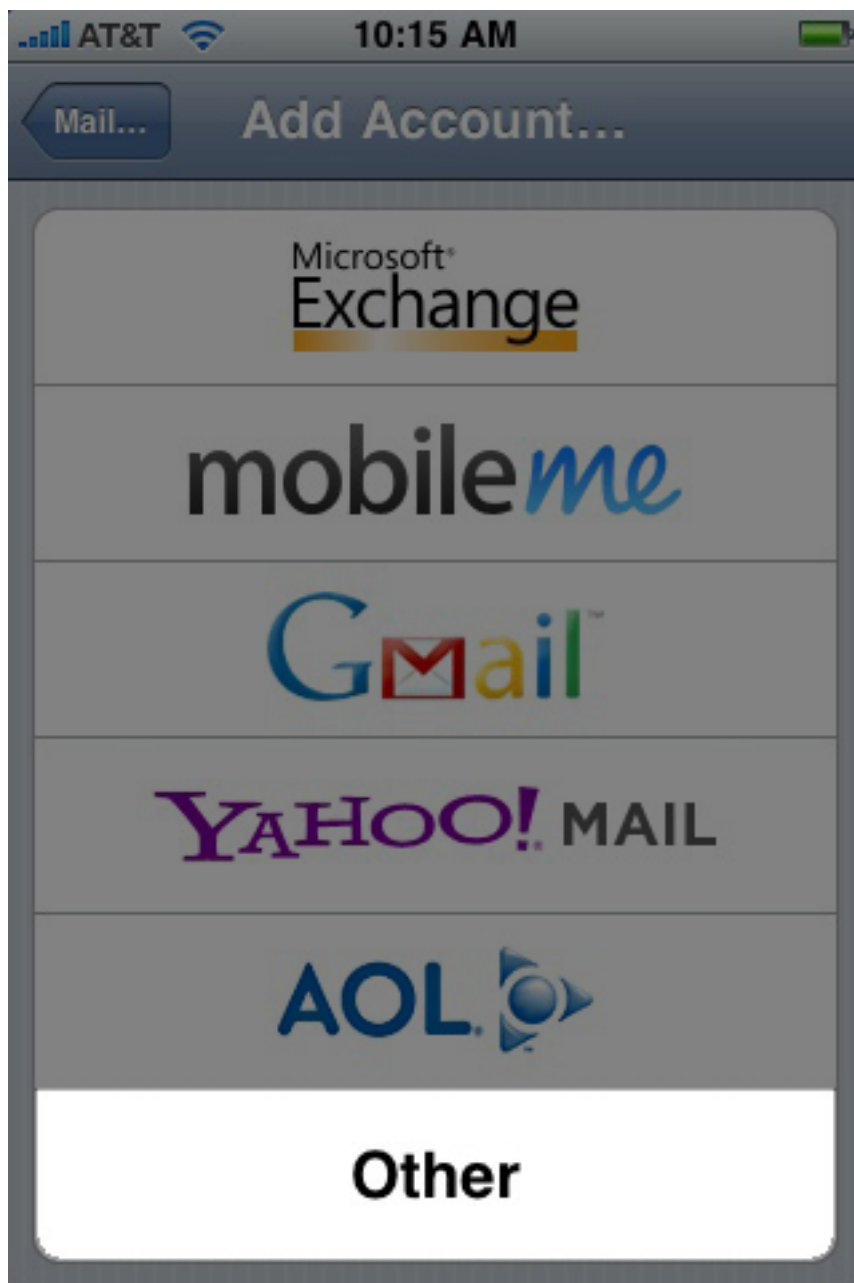 AT&T 10:15 AM
Mail... Add Account...
Microsoft®
Exchange
mobileme
Gmail™
YAHOO!® MAIL
AOL®
Other